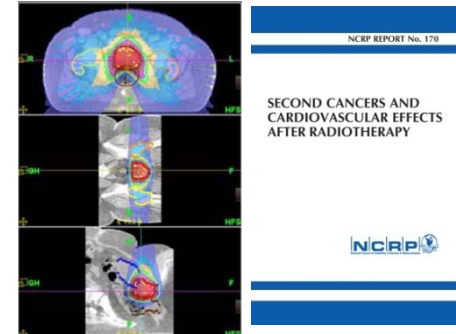 R
L
HFS
GH
F
HFS
GH
F
HFS
NCRP REPORT No. 170
SECOND CANCERS AND
CARDIOVASCULAR EFFECTS
AFTER RADIOTHERAPY
NCRP